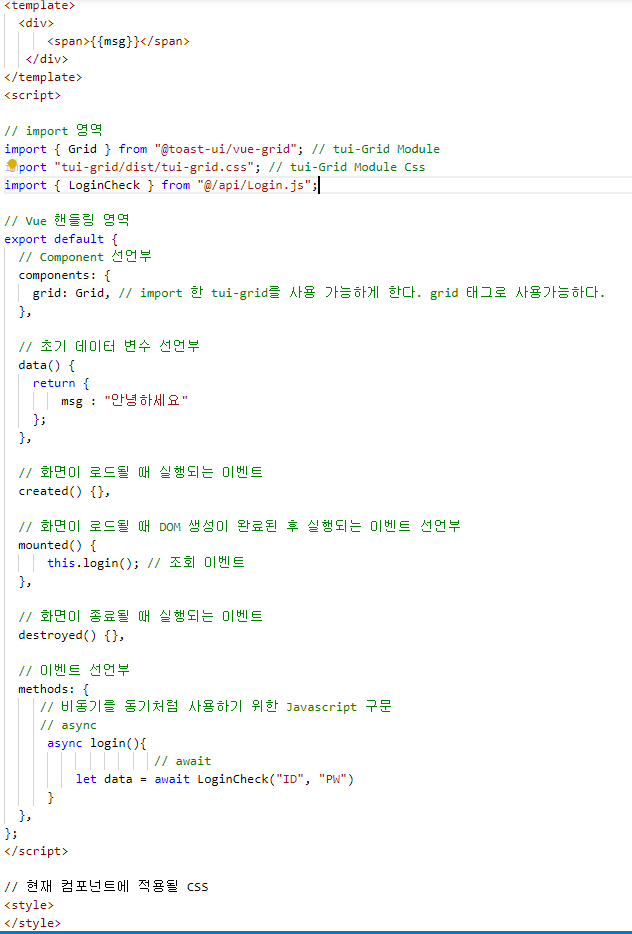 <template>
<div>
<span>{{msg}}</span>
</div>
</template>
<script>
// import 영역
import { Grid } from "@toast-ui/vue-grid"; // tui-Grid Module
import "tui-grid/dist/tui-grid.css"; // tui-Grid Module Css
import { LoginCheck } from "@/api/Login.js";
// Vue 핸들링 영역
export default {
// Component 선언부
components: {
grid: Grid, // import 한 tui-grid를 사용 가능하게 한다. grid 태그로 사용가능하다.
},
// 초기 데이터 변수 선언부
data() {
return {
msg : "안녕하세요"
};
},
// 화면이 로드될 때 실행되는 이벤트
created() {},
// 화면이 로드될 때 DOM 생성이 완료된 후 실행되는 이벤트 선언부
mounted() {
this.login(); // 조회 이벤트
},
// 화면이 종료될 때 실행되는 이벤트
destroyed() {},
// 이벤트 선언부
methods: {
// 비동기를 동기처럼 사용하기 위한 Javascript 구문
// async
async login(){
// await
let data = await LoginCheck("ID", "PW")
}
},
};
</script>
// 현재 컴포넌트에 적용될 CSS
<style>
</style>